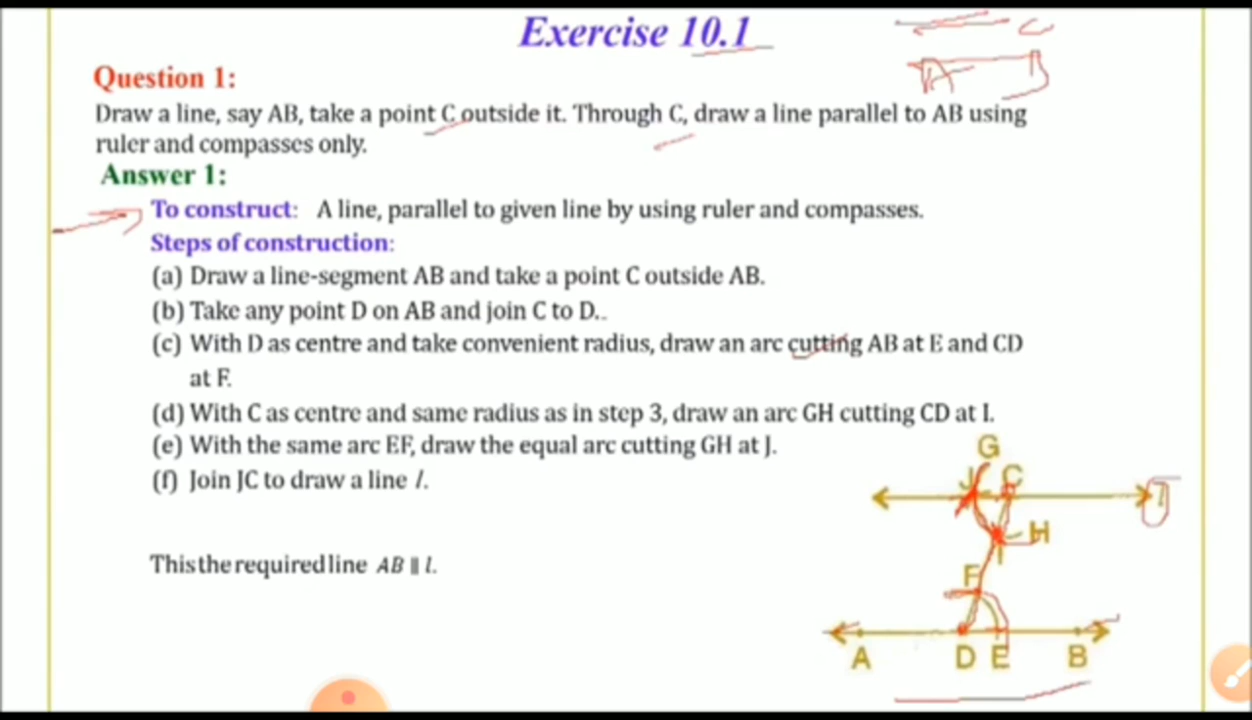 Exercise 10.1
C
A B
Question 1:
Draw a line, say AB, take a point C outside it. Through C, draw a line parallel to AB using
ruler and compasses only.
Answer 1:
To construct: A line, parallel to given line by using ruler and compasses.
Steps of construction:
(a) Draw a line-segment AB and take a point C outside AB.
(b) Take any point D on AB and join C to D..
(c) With D as centre and take convenient radius, draw an arc cutting AB at E and CD
at F.
(d) With C as centre and same radius as in step 3, draw an arc GH cutting CD at I.
(e) With the same arc EF, draw the equal arc cutting GH at J.
(f) Join JC to draw a line l.
This the required line AB || l.
G
J C l
H
I
F
A D E B